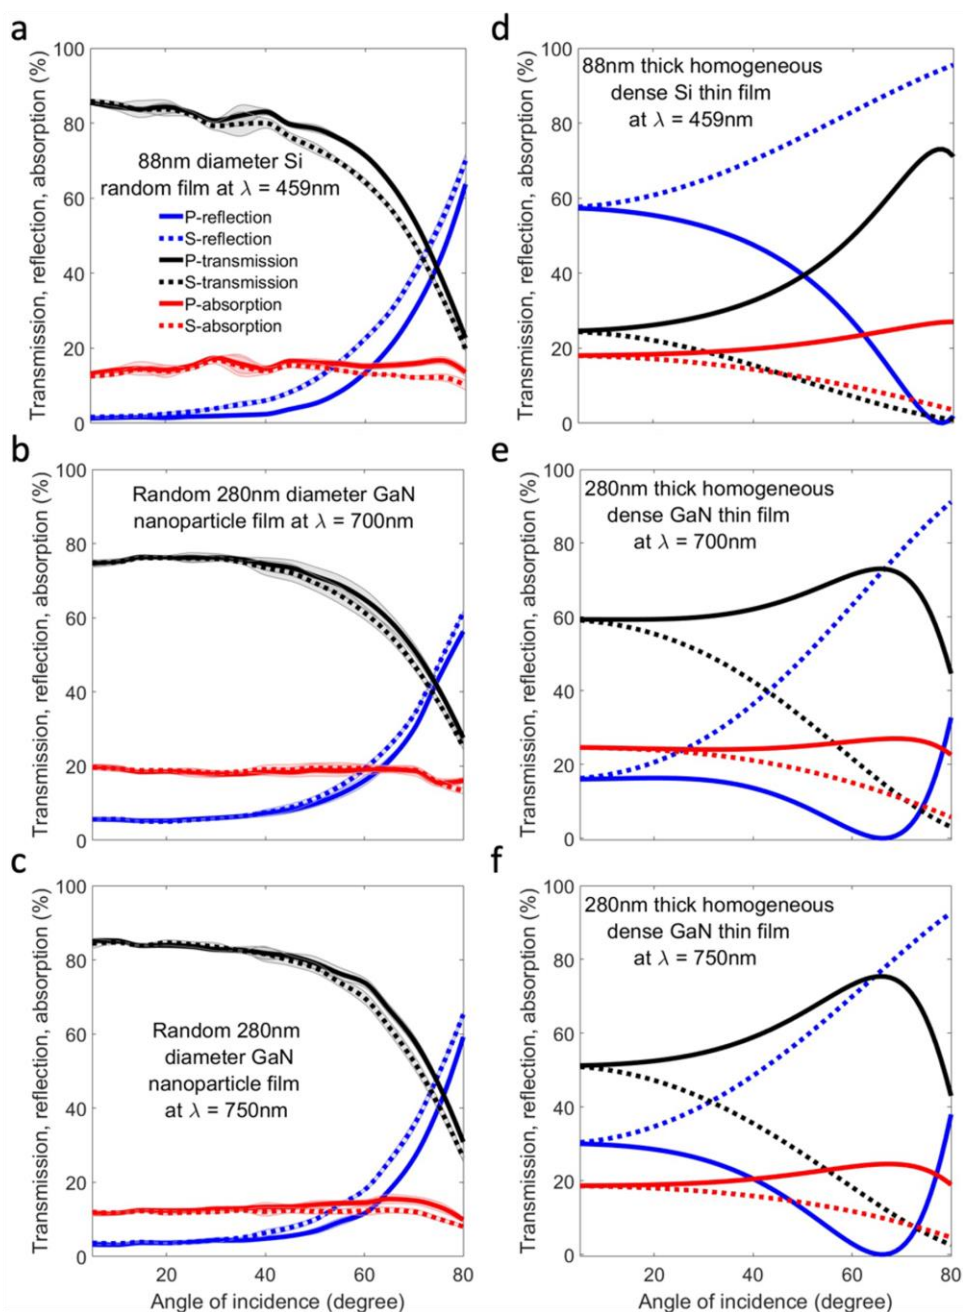 a
100
80
60
40
20
0
Transmission, reflection, absorption (%)
88nm diameter Si
random film at λ = 459nm
P-reflection
S-reflection
P-transmission
S-transmission
P-absorption
S-absorption
d
100
80
60
40
20
0
Transmission, reflection, absorption (%)
88nm thick homogeneous
dense Si thin film
at λ = 459nm
b
100
80
60
40
20
0
Transmission, reflection, absorption (%)
Random 280nm diameter GaN
nanoparticle film at λ = 700nm
e
100
80
60
40
20
0
Transmission, reflection, absorption (%)
280nm thick homogeneous
dense GaN thin film
at λ = 700nm
c
100
80
60
40
20
0
Transmission, reflection, absorption (%)
Random 280nm
diameter GaN
nanoparticle film
at λ = 750nm
20 40 60 80
Angle of incidence (degree)
f
100
80
60
40
20
0
Transmission, reflection, absorption (%)
280nm thick homogeneous
dense GaN thin film
at λ = 750nm
20 40 60 80
Angle of incidence (degree)